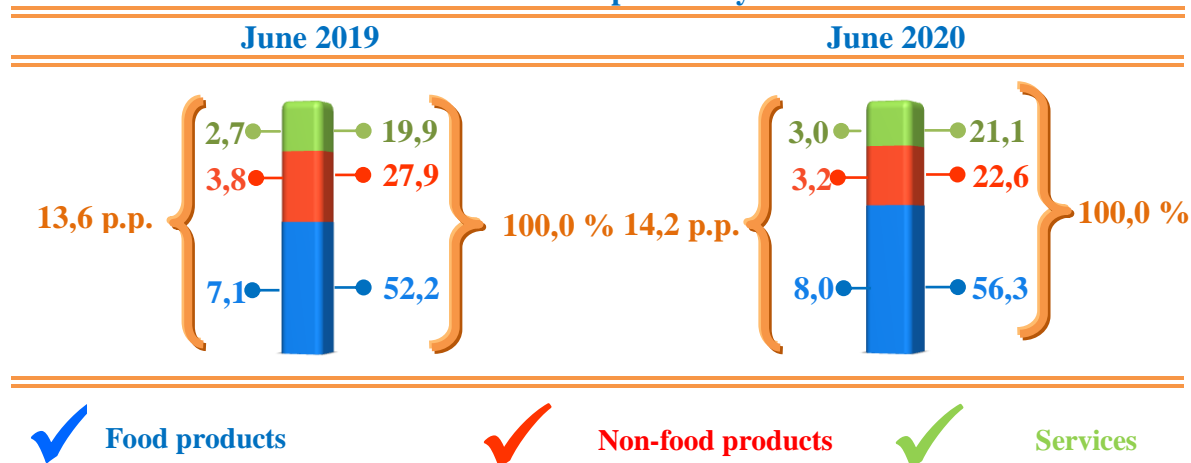 June 2019 June 2020
2,7 19,9 3,0 21,1
3,8 27,9 3,2 22,6
13,6 p.p. 100,0 % 14,2 p.p. 100,0 %
7,1 52,2 8,0 56,3
Food products Non-food products Services